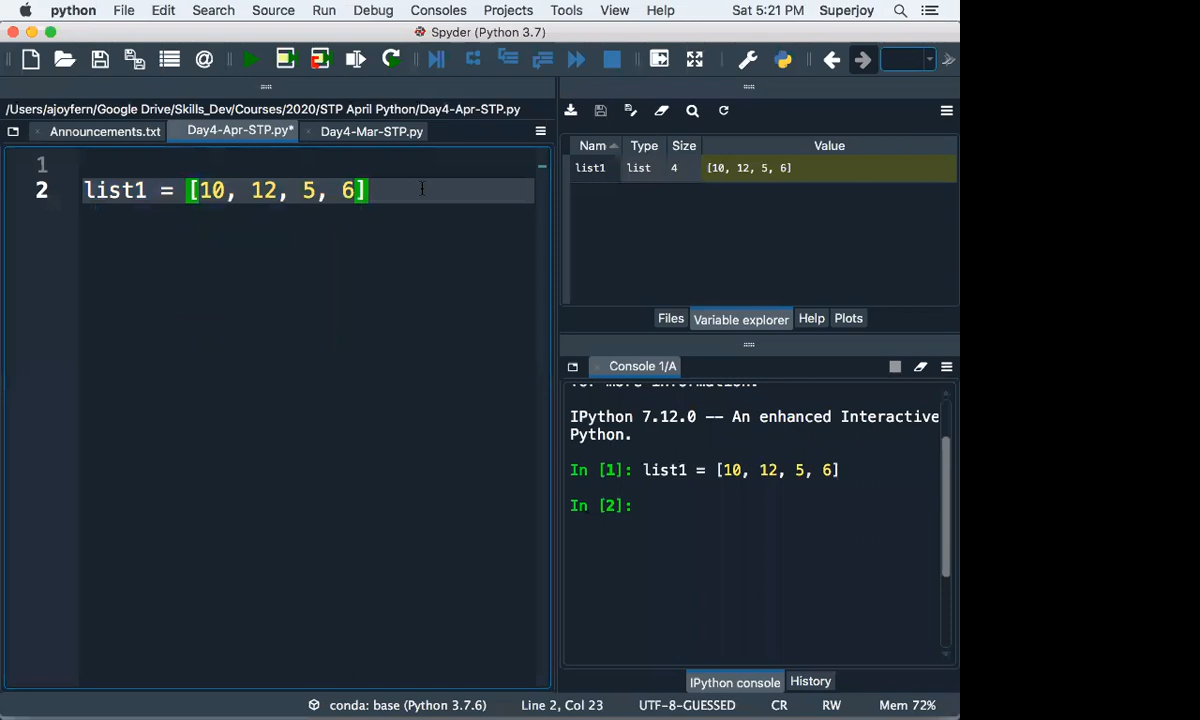 python File Edit Search Source Run Debug Consoles Projects Tools View Help Sat 5:21 PM Superjoy
Spyder (Python 3.7)
/Users/ajoyfern/Google Drive/Skills_Dev/Courses/2020/STP April Python/Day4-Apr-STP.py
Announcements.txt Day4-Apr-STP.py* Day4-Mar-STP.py
1
2 list1 = [10, 12, 5, 6]
Nam Type Size Value
list1 list 4 [10, 12, 5, 6]
Files Variable explorer Help Plots
Console 1/A
for more information.
IPython 7.12.0 -- An enhanced Interactive
Python.
In [1]: list1 = [10, 12, 5, 6]
In [2]:
IPython console History
conda: base (Python 3.7.6) Line 2, Col 23 UTF-8-GUESSED CR RW Mem 72%